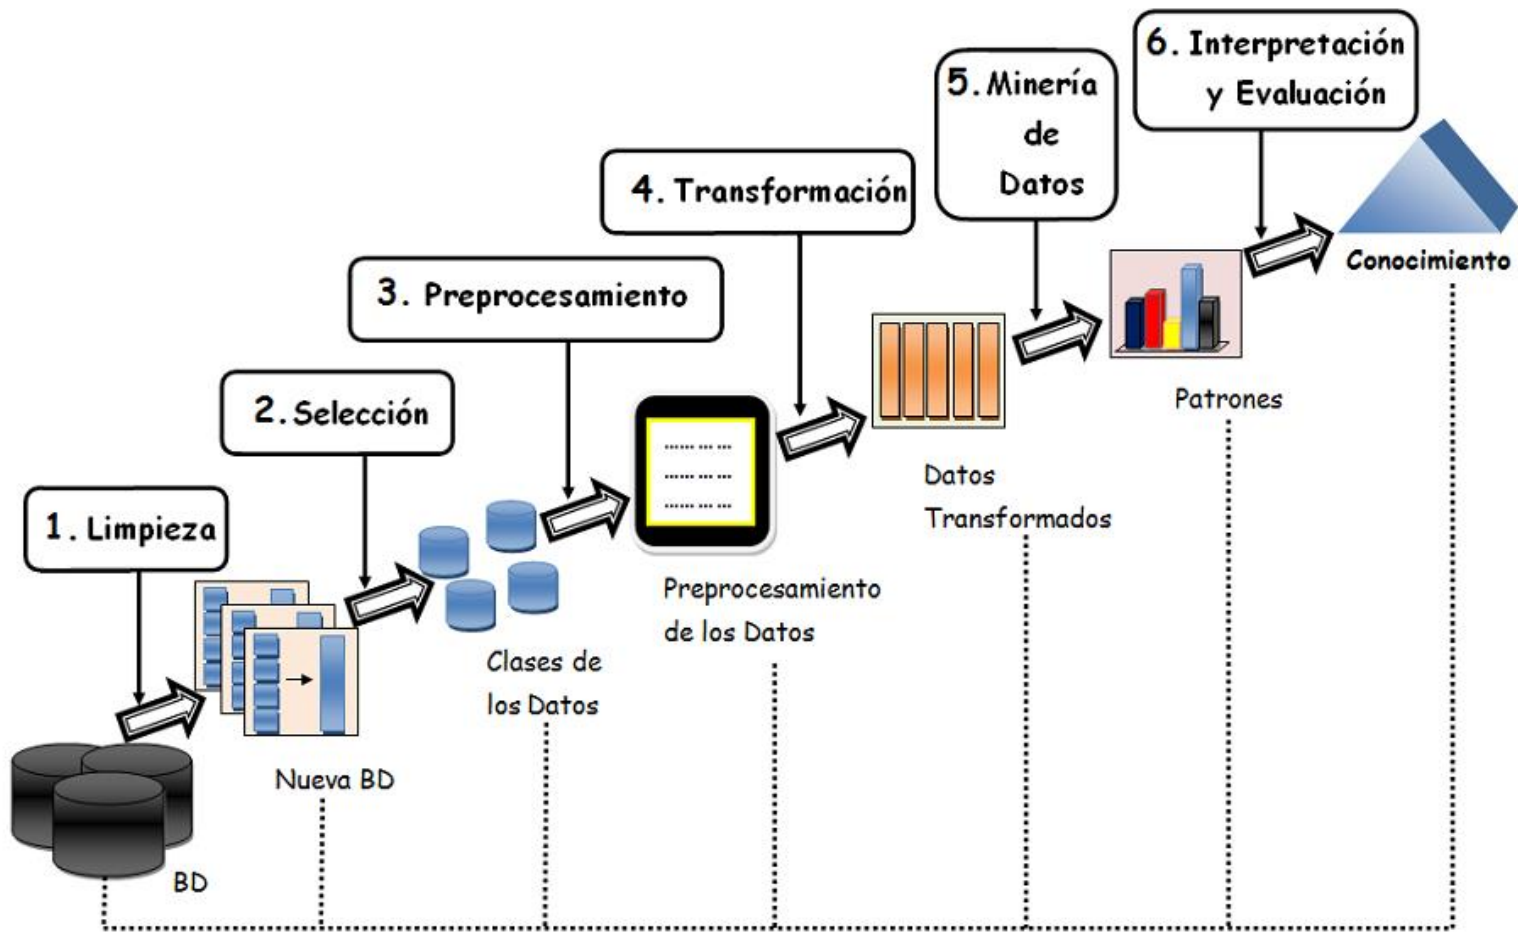 6. Interpretación
y Evaluación
5. Minería
de
Datos
4. Transformación
Conocimiento
3. Preprocesamiento
2. Selección
Patrones
Datos
Transformados
1. Limpieza
Preprocesamiento
de los Datos
Clases de
los Datos
Nueva BD
BD